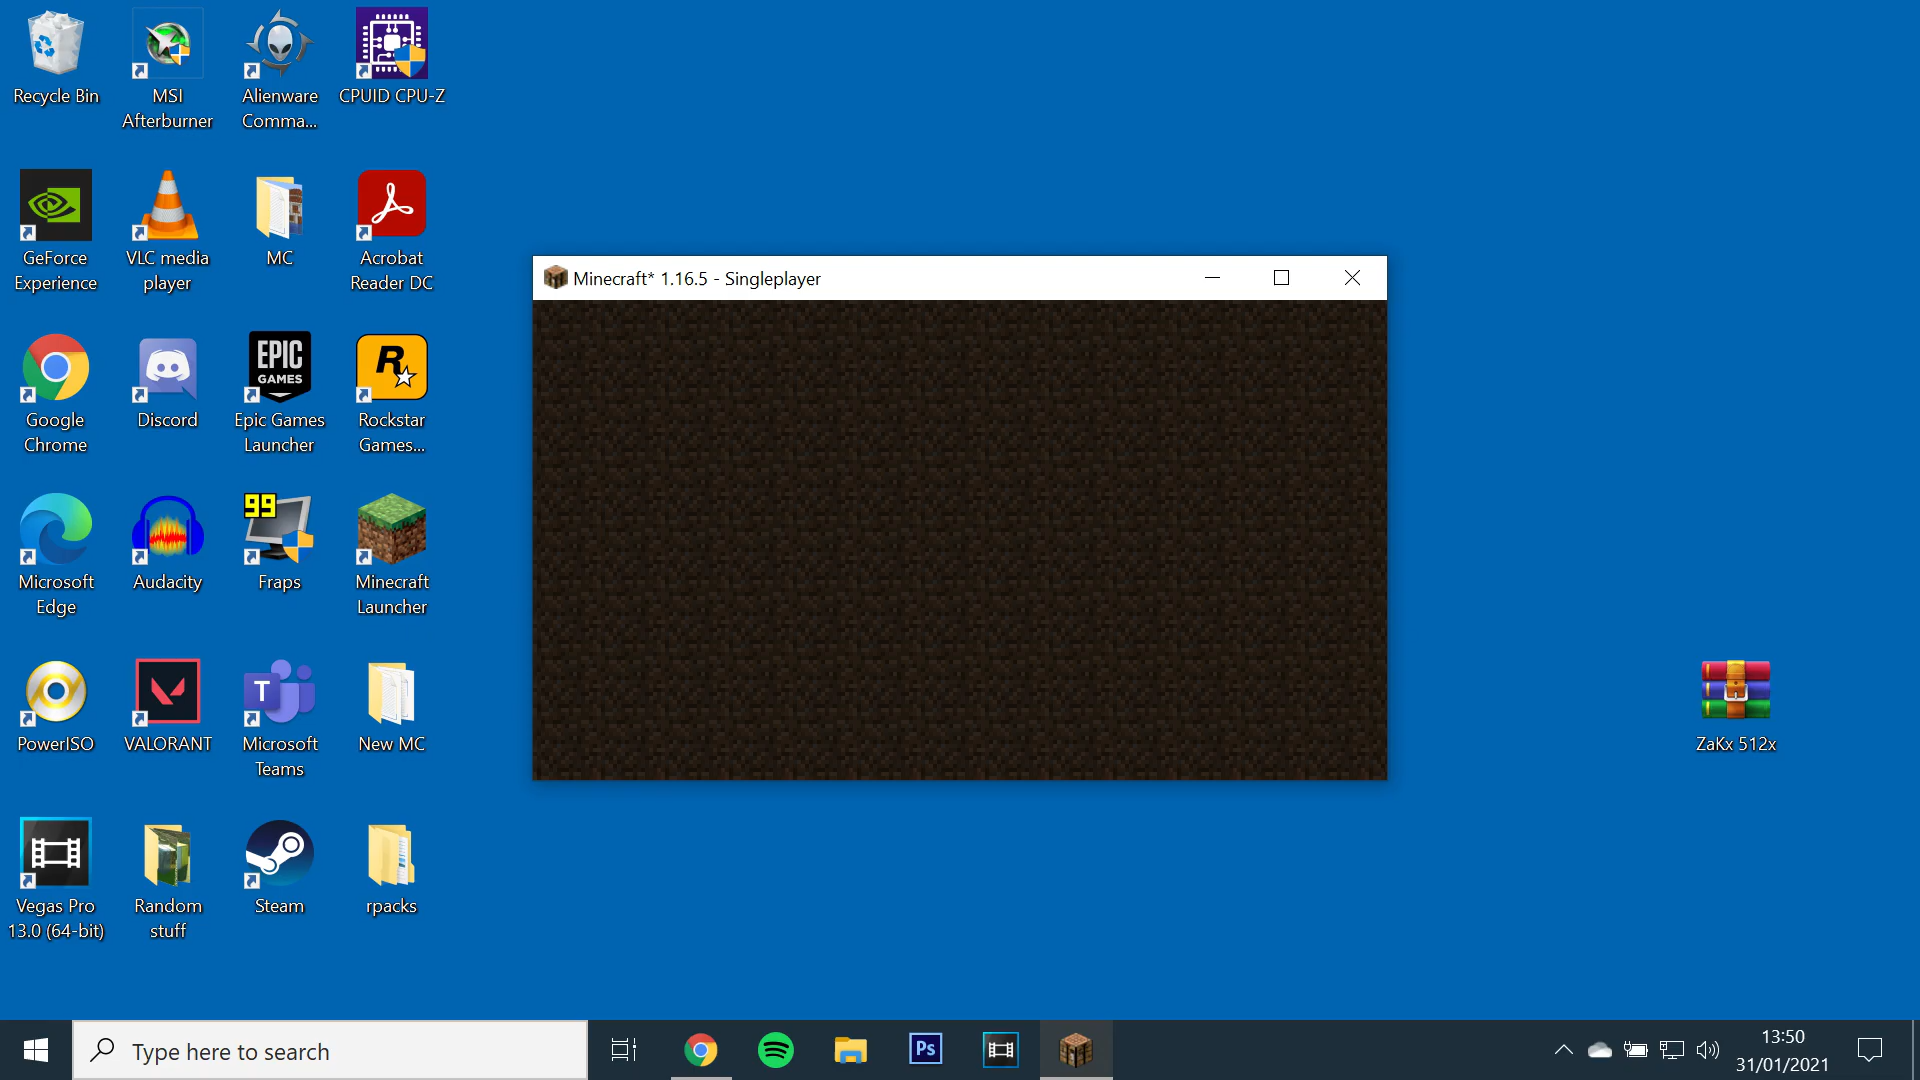 Recycle Bin
MSI
Afterburner
Alienware
Comma...
CPUID CPU-Z
GeForce
Experience
VLC media
player
MC
Acrobat
Reader DC
Google
Chrome
Discord
EPIC
GAMES
Epic Games
Launcher
R
Rockstar
Games...
Microsoft
Edge
Audacity
99
Fraps
Minecraft
Launcher
PowerISO
VALORANT
T
Microsoft
Teams
New MC
Vegas Pro
13.0 (64-bit)
Random
stuff
Steam
rpacks
Minecraft* 1.16.5 - Singleplayer
ZaKx 512x
Type here to search
Ps
13:50
31/01/2021